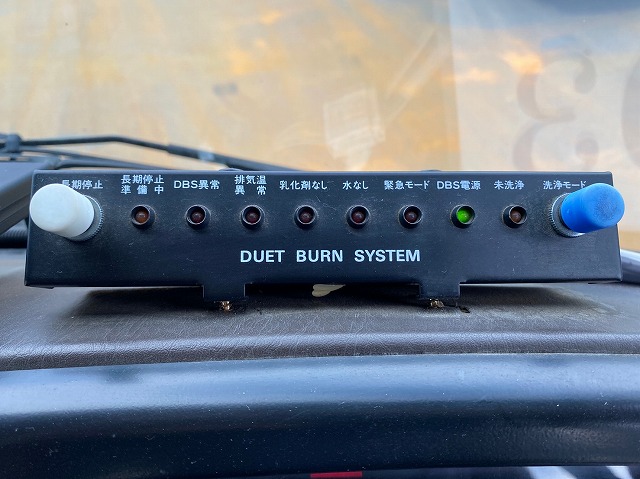 長期停止
長期停止
準備中
DBS異常
排気温
異常
乳化剤なし
水なし
緊急モード
DBS電源
未洗浄
洗浄モード
DUET BURN SYSTEM